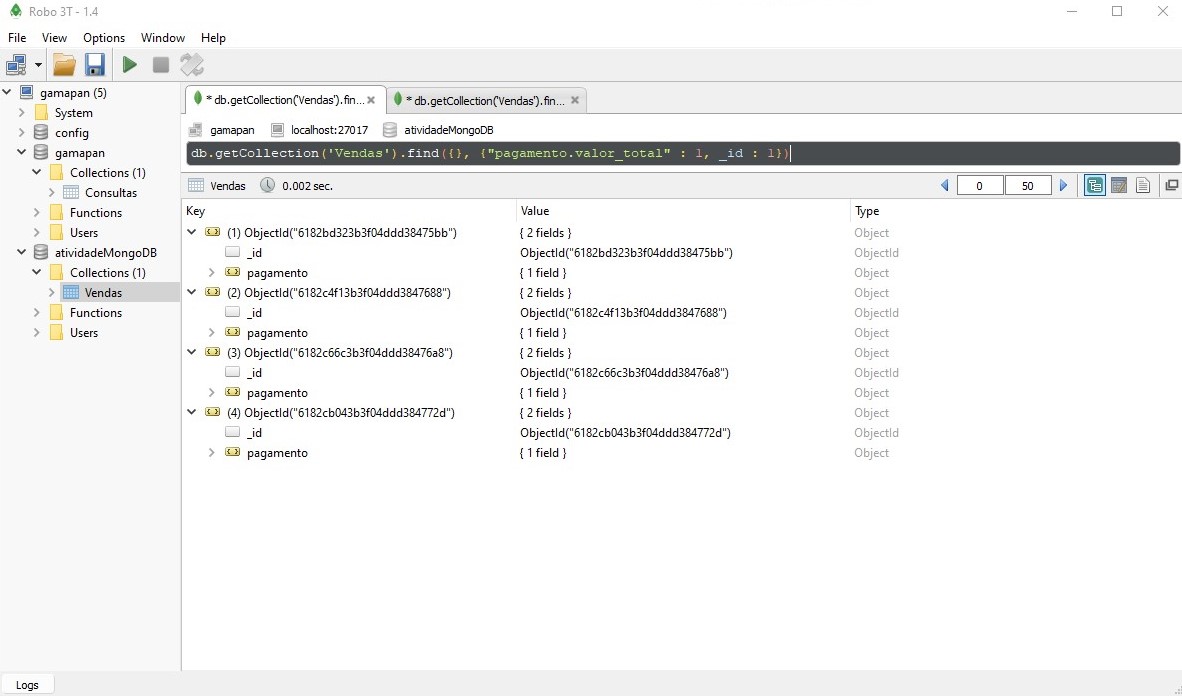 Robo 3T - 1.4
File View Options Window Help
gamapan (5)
System
config
gamapan
Collections (1)
Consultas
Functions
Users
atividadeMongoDB
Collections (1)
Vendas
Functions
Users
* db.getCollection('Vendas').fin... * db.getCollection('Vendas').fin...
gamapan localhost:27017 atividadeMongoDB
db.getCollection('Vendas').find({}, {"pagamento.valor_total" : 1, _id : 1})
Vendas 0.002 sec. 0 50
Key Value Type
(1) ObjectId("6182bd323b3f04ddd38475bb") { 2 fields } Object
_id ObjectId("6182bd323b3f04ddd38475bb") ObjectId
pagamento { 1 field } Object
(2) ObjectId("6182c4f13b3f04ddd3847688") { 2 fields } Object
_id ObjectId("6182c4f13b3f04ddd3847688") ObjectId
pagamento { 1 field } Object
(3) ObjectId("6182c66c3b3f04ddd38476a8") { 2 fields } Object
_id ObjectId("6182c66c3b3f04ddd38476a8") ObjectId
pagamento { 1 field } Object
(4) ObjectId("6182cb043b3f04ddd384772d") { 2 fields } Object
_id ObjectId("6182cb043b3f04ddd384772d") ObjectId
pagamento { 1 field } Object
Logs